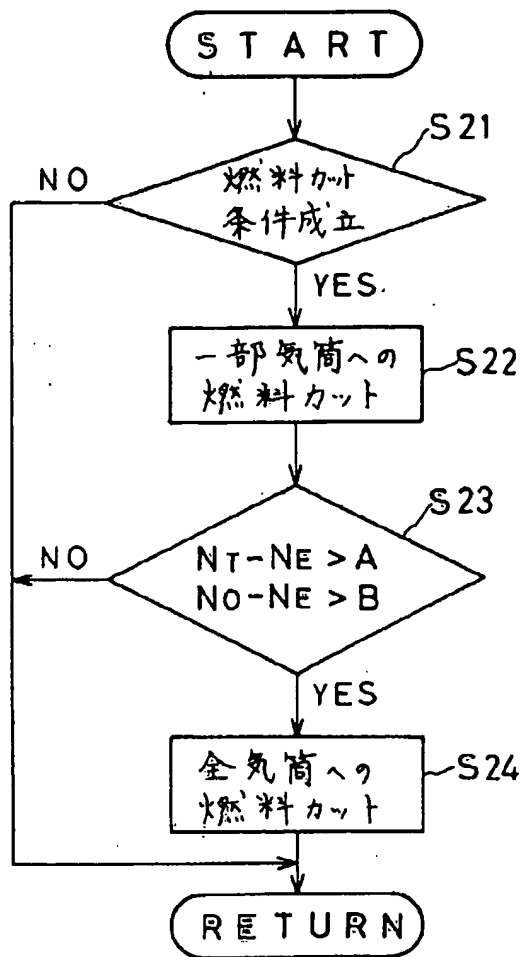 START
S21
NO
燃料カット
条件成立
YES
一部気筒への
燃料カット
S22
S23
NO
NT-NE>A
NO-NE>B
YES
全気筒への
燃料カット
S24
RETURN